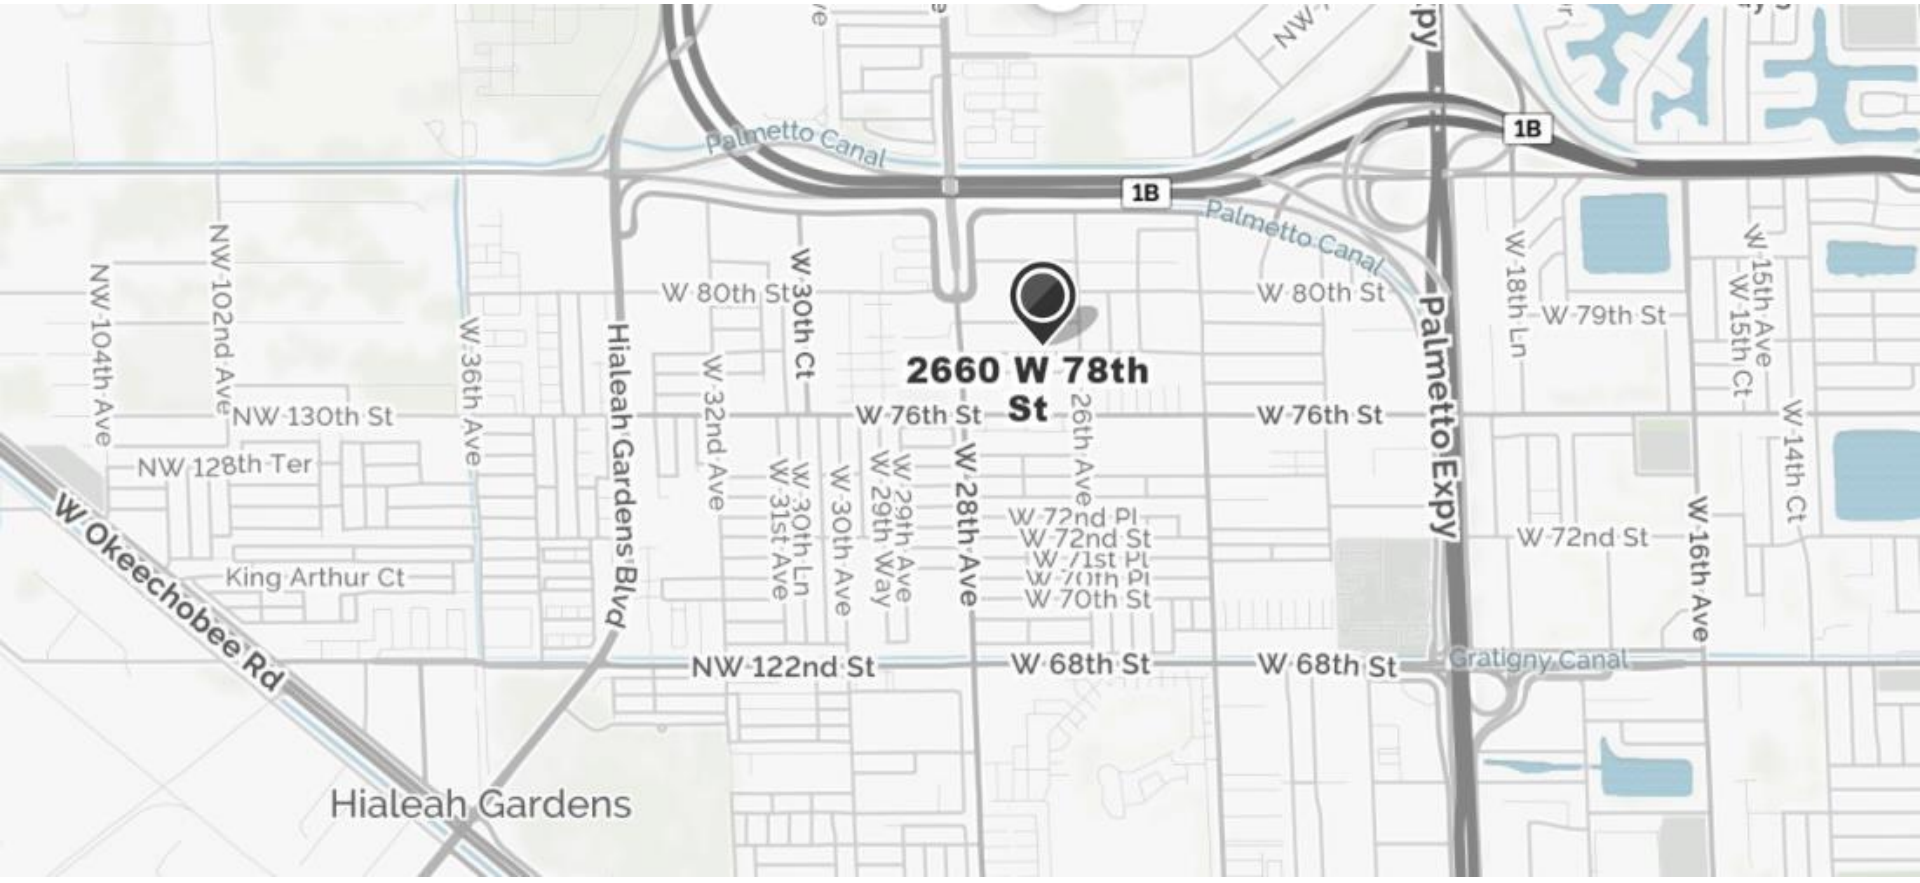 Palmetto Canal
1B
1B
Palmetto Canal
NW 104th Ave
NW 102nd Ave
W 36th Ave
Hialeah Gardens Blvd
W 80th St
W 30th Ct
W 80th St
Palmetto Expy
W 18th Ln
W 79th St
W 15th Ave
W 15th Ct
2660 W 78th
St
W 32nd Ave
NW 130th St
W 76th St
26th Ave
W 76th St
W 14th Ct
NW 128th Ter
W 31st Ave
W 30th Ln
W 30th Ave
W 29th Way
W 29th Ave
W 28th Ave
W 72nd Pl
W 72nd St
W 71st Pl
W 70th Pl
W 70th St
W 72nd St
W 16th Ave
W Okeechobee Rd
King Arthur Ct
NW 122nd St
W 68th St
W 68th St
Gratigny Canal
Hialeah Gardens